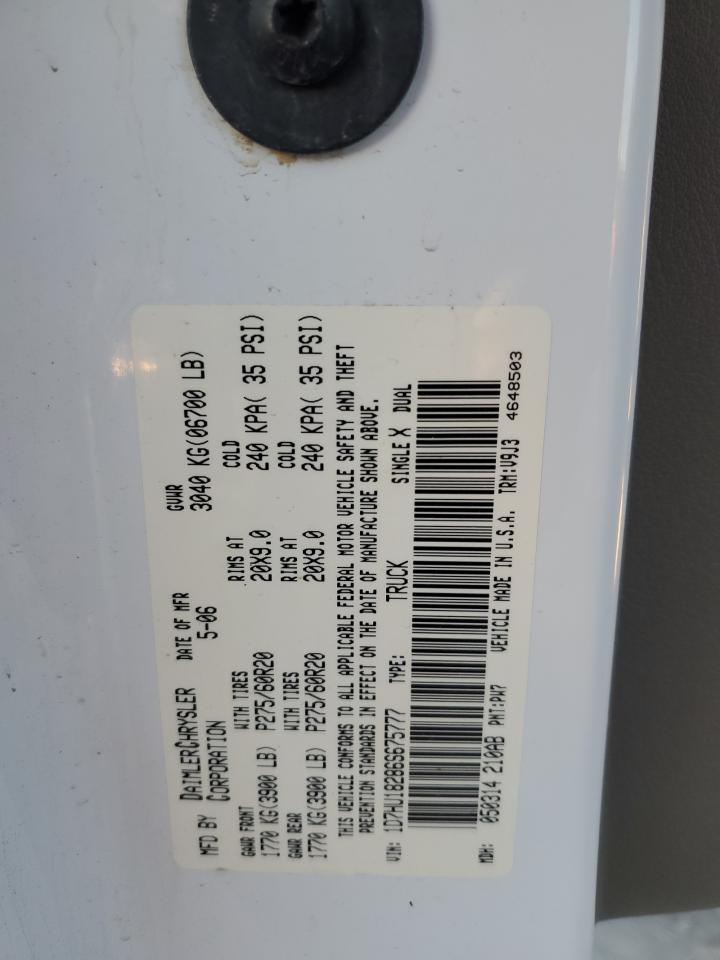 MFD BY DAIMLERCHRYSLER CORPORATION DATE OF MFR 5-06 GVWR 3040 KG(06700 LB)
GAWR FRONT WITH TIRES RIMS AT COLD
1770 KG(3900 LB) P275/60R20 20X9.0 240 KPA( 35 PSI)
GAWR REAR WITH TIRES RIMS AT COLD
1770 KG(3900 LB) P275/60R20 20X9.0 240 KPA( 35 PSI)
THIS VEHICLE CONFORMS TO ALL APPLICABLE FEDERAL MOTOR VEHICLE SAFETY AND THEFT
PREVENTION STANDARDS IN EFFECT ON THE DATE OF MANUFACTURE SHOWN ABOVE.
VIN: 1D7HU18286S675777 TYPE: TRUCK SINGLE X DUAL
MDH: 050314 210AB PNT:PW7 VEHICLE MADE IN U.S.A. TRM:V9J3 4648503